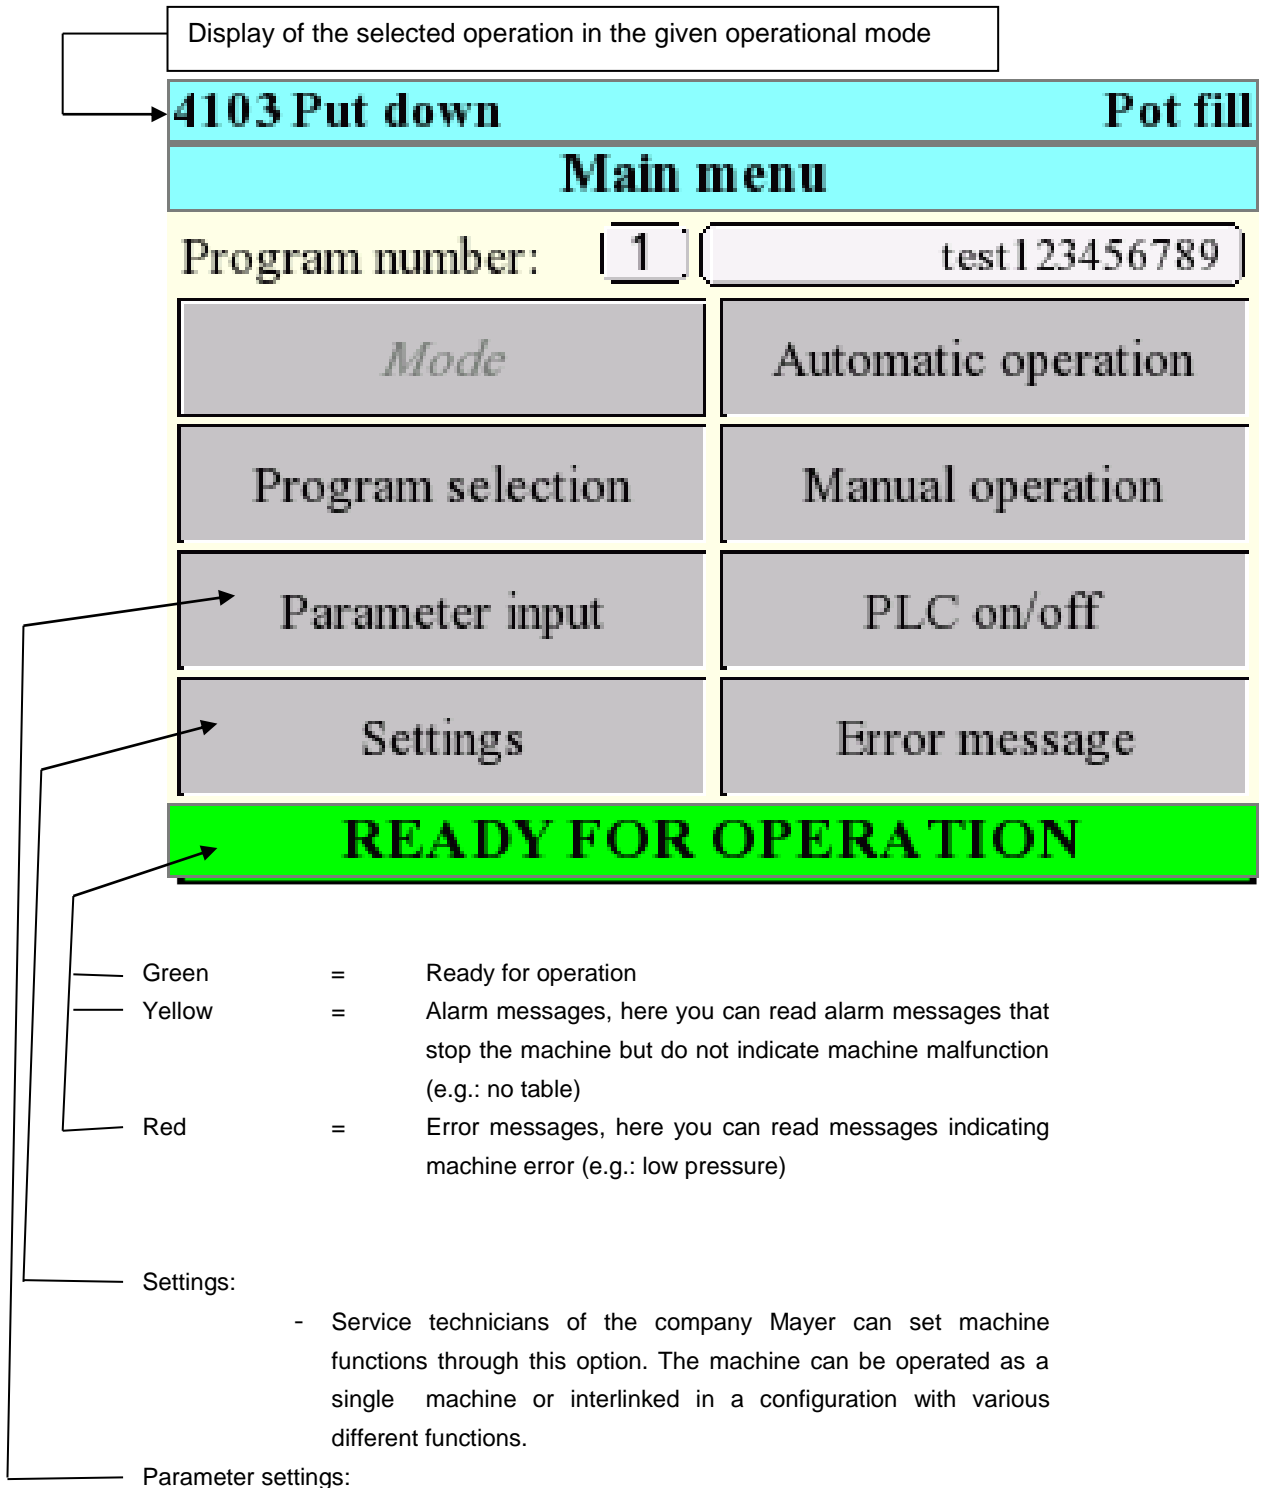 Display of the selected operation in the given operational mode
4103 Put down Pot fill
Main menu
Program number: 1 test123456789
Mode Automatic operation
Program selection Manual operation
Parameter input PLC on/off
Settings Error message
READY FOR OPERATION
Green = Ready for operation
Yellow = Alarm messages, here you can read alarm messages that
stop the machine but do not indicate machine malfunction
(e.g.: no table)
Red = Error messages, here you can read messages indicating
machine error (e.g.: low pressure)
Settings:
- Service technicians of the company Mayer can set machine
functions through this option. The machine can be operated as a
single machine or interlinked in a configuration with various
different functions.
Parameter settings: